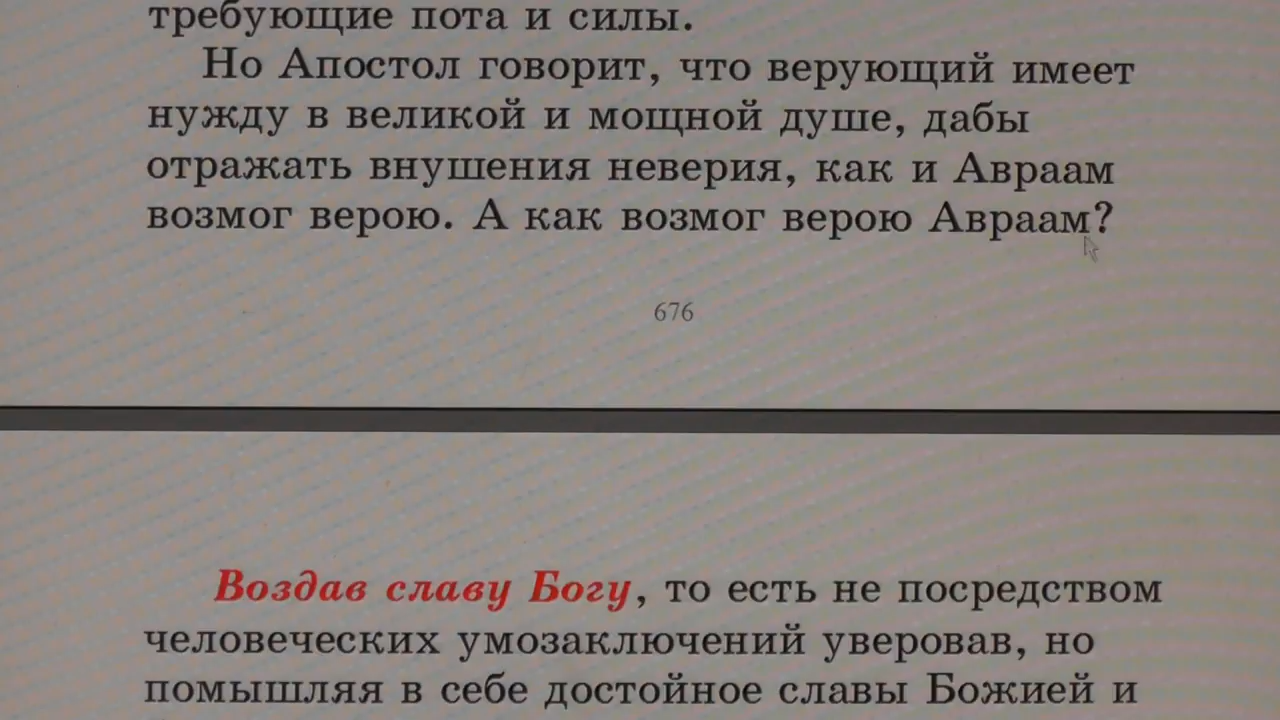 требующие пота и силы.
Но Апостол говорит, что верующий имеет
нужду в великой и мощной душе, дабы
отражать внушения неверия, как и Авраам
возмог верою. А как возмог верою Авраам?
676
Воздав славу Богу, то есть не посредством
человеческих умозаключений уверовав, но
помышляя в себе достойное славы Божией и